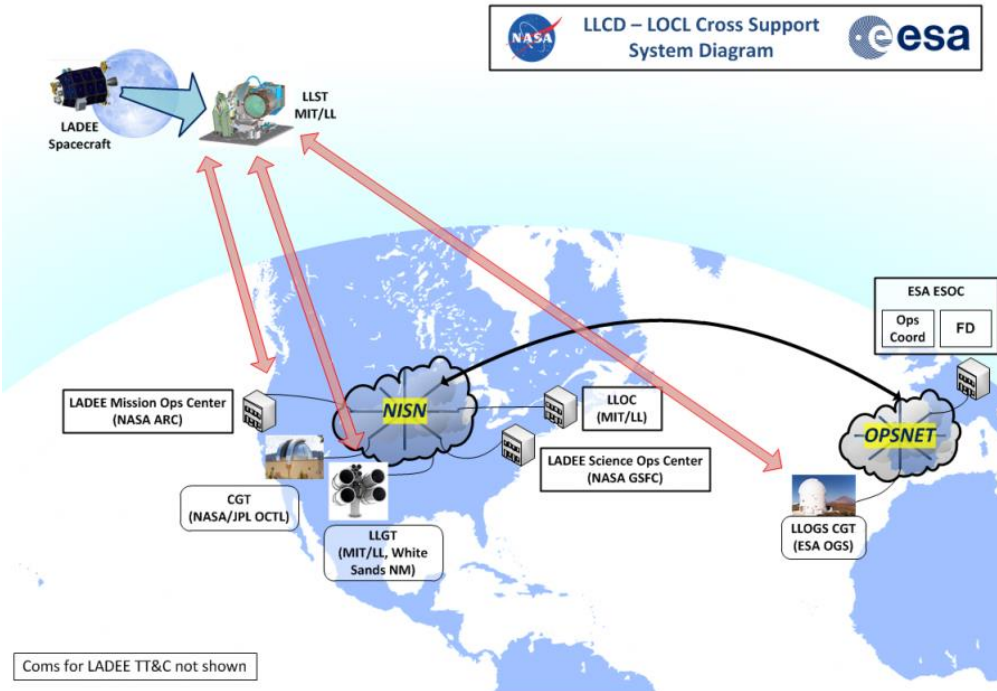 NASA
LLCD – LOCL Cross Support
System Diagram
esa
LADEE
Spacecraft
LLST
MIT/LL
ESA ESOC
Ops
Coord
FD
LADEE Mission Ops Center
(NASA ARC)
NISN
LLOC
(MIT/LL)
OPSNET
LADEE Science Ops Center
(NASA GSFC)
CGT
(NASA/JPL OCTL)
LLGT
(MIT/LL, White
Sands NM)
LLOGS CGT
(ESA OGS)
Coms for LADEE TT&C not shown